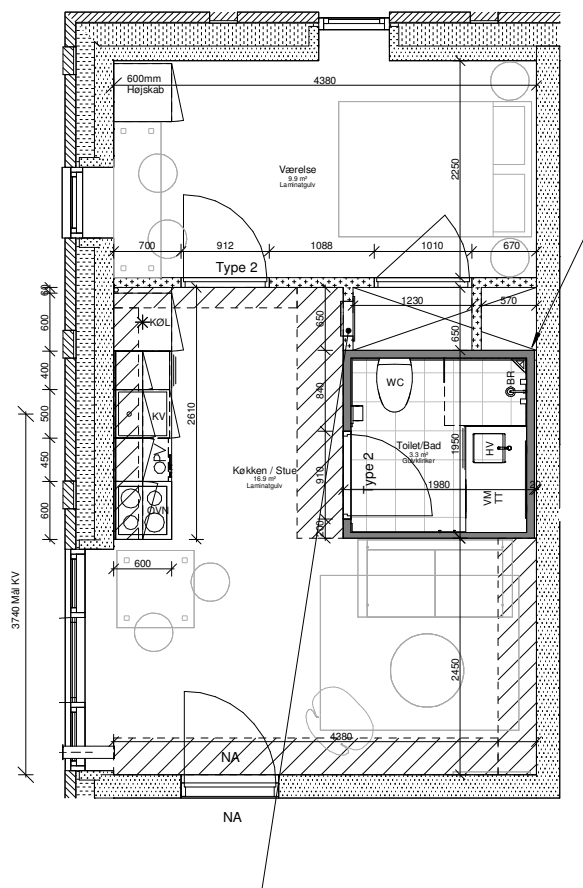 600mm
Højskab
4380
Værelse
9.9 m²
Laminatgulv
2250
700
912
1088
1010
670
Type 2
60
600
KØL
650
1230
570
650
400
840
WC
BR
500
KV
2610
3740 Mål KV
450
PV
Køkken / Stue
16.9 m²
Laminatgulv
910
Type 2
Toilet/Bad
3.3 m²
Gulvklinker
1950
HV
1980
VM
TT
600
OVN
200
600
2450
4380
NA
NA